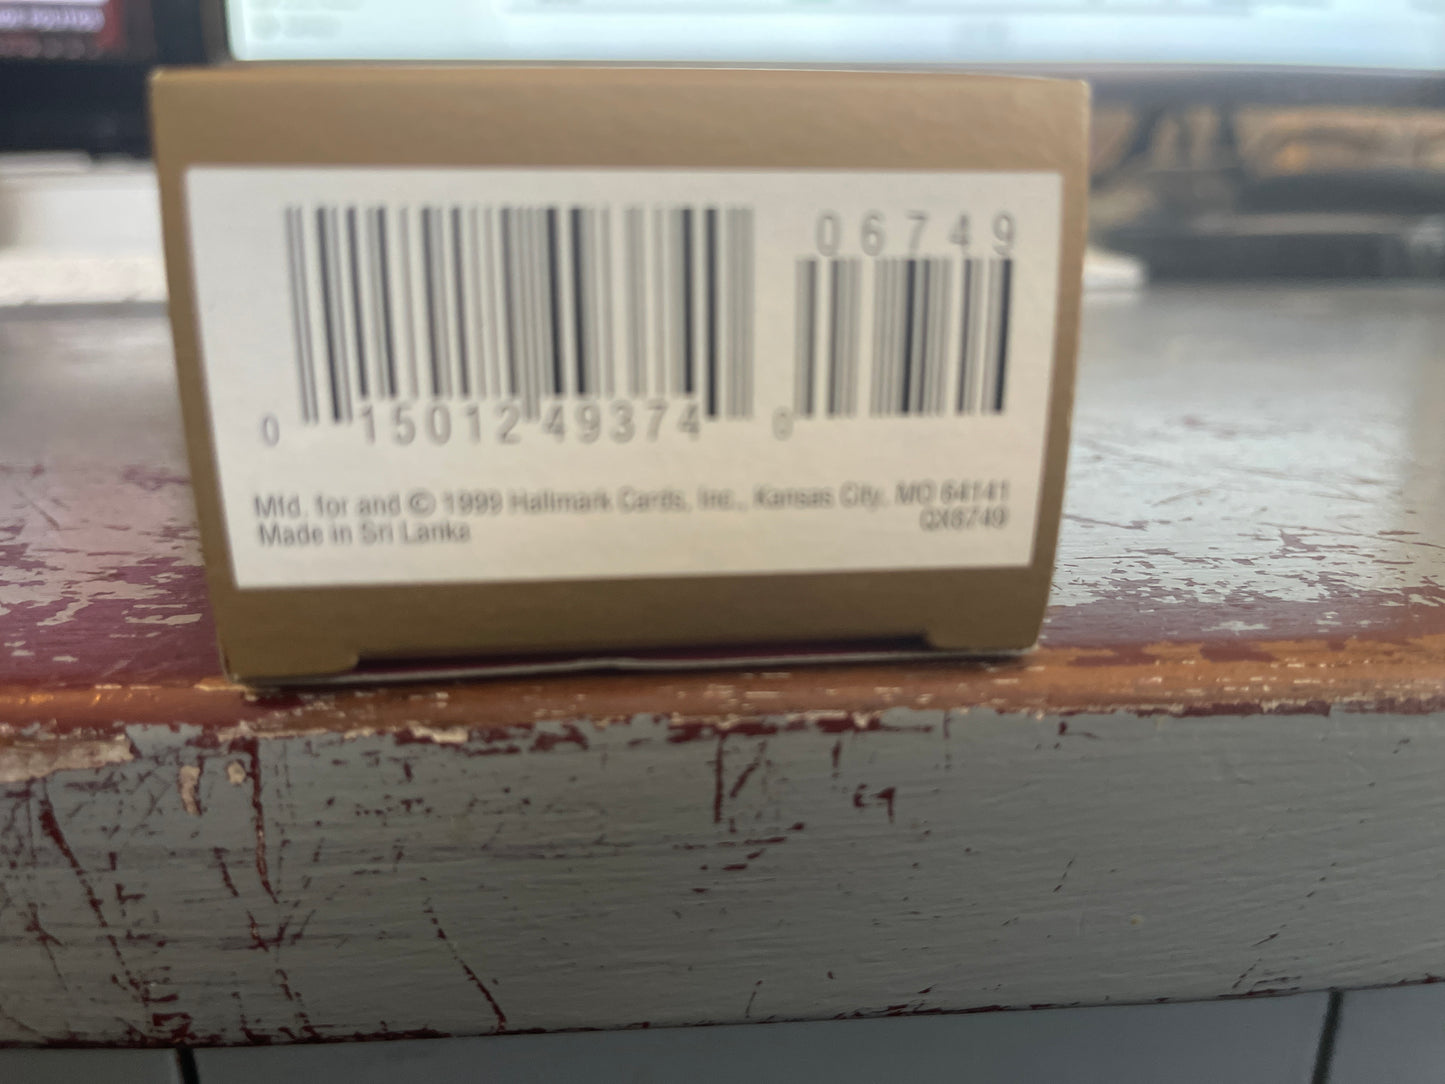 06749
0 15012 49374 0
Mfd. for and © 1999 Hallmark Cards, Inc., Kansas City, MO 64141
QX6749
Made in Sri Lanka